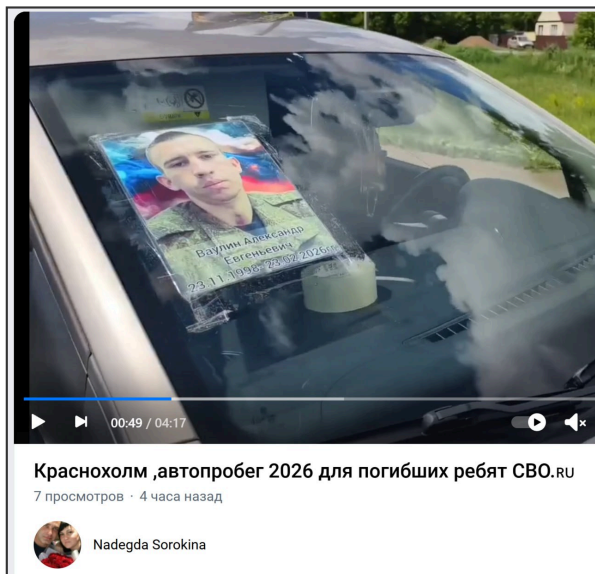 Ваулин Александр
Евгеньевич
23.11.1998- 23.02.2026г.
00:49 / 04:17
Краснохолм ,автопробег 2026 для погибших ребят СВО.RU
7 просмотров · 4 часа назад
Nadegda Sorokina